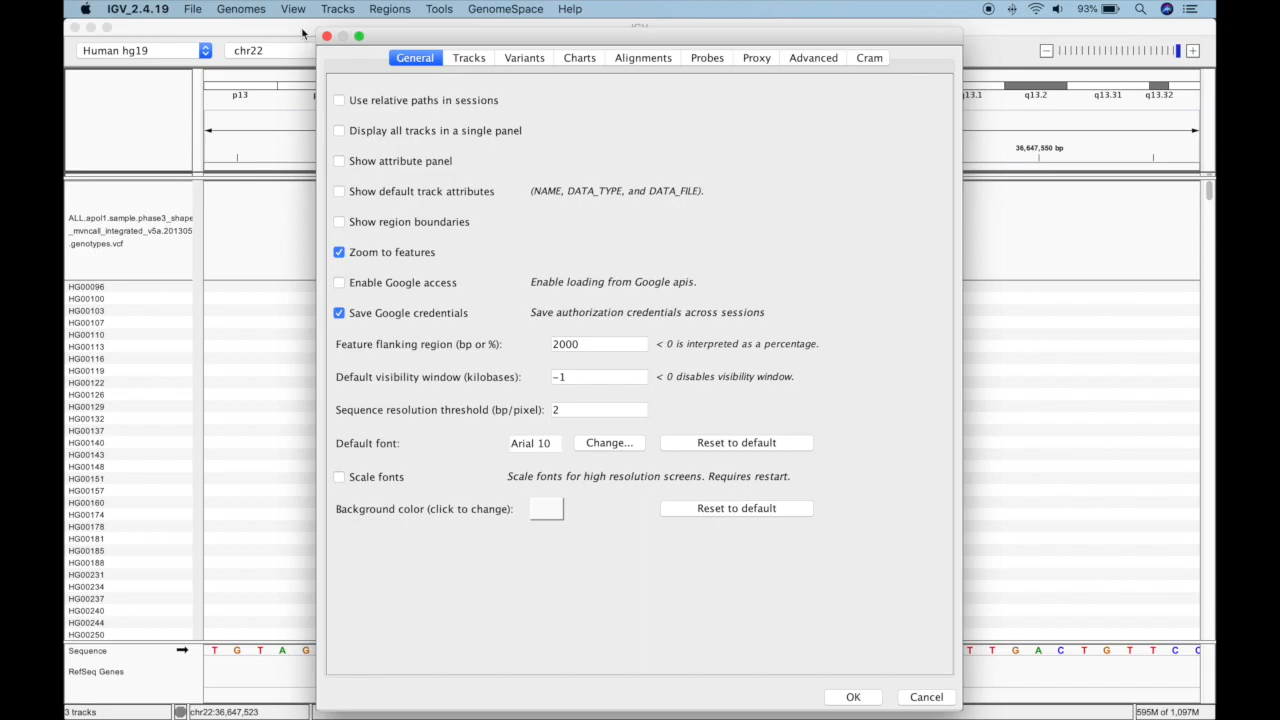 IGV_2.4.19 File Genomes View Tracks Regions Tools GenomeSpace Help 93%
Human hg19 chr22
General Tracks Variants Charts Alignments Probes Proxy Advanced Cram
p13 q13.2 q13.31 q13.32
36,647,550 bp
Use relative paths in sessions
Display all tracks in a single panel
Show attribute panel
Show default track attributes (NAME, DATA_TYPE, and DATA_FILE).
Show region boundaries
Zoom to features
Enable Google access Enable loading from Google apis.
Save Google credentials Save authorization credentials across sessions
Feature flanking region (bp or %): 2000 < 0 is interpreted as a percentage.
Default visibility window (kilobases): -1 < 0 disables visibility window.
Sequence resolution threshold (bp/pixel): 2
Default font: Arial 10 Change... Reset to default
Scale fonts Scale fonts for high resolution screens. Requires restart.
Background color (click to change): Reset to default
OK Cancel
ALL.apol1.sample.phase3_shape
_mvncall_integrated_v5a.201305
.genotypes.vcf
HG00096
HG00100
HG00103
HG00107
HG00110
HG00113
HG00116
HG00119
HG00122
HG00126
HG00129
HG00132
HG00137
HG00140
HG00143
HG00148
HG00151
HG00157
HG00160
HG00174
HG00178
HG00181
HG00185
HG00188
HG00231
HG00234
HG00237
HG00240
HG00244
HG00250
Sequence T G T A G T T G A C T G T T C C
RefSeq Genes
3 tracks chr22:36,647,523 595M of 1,097M